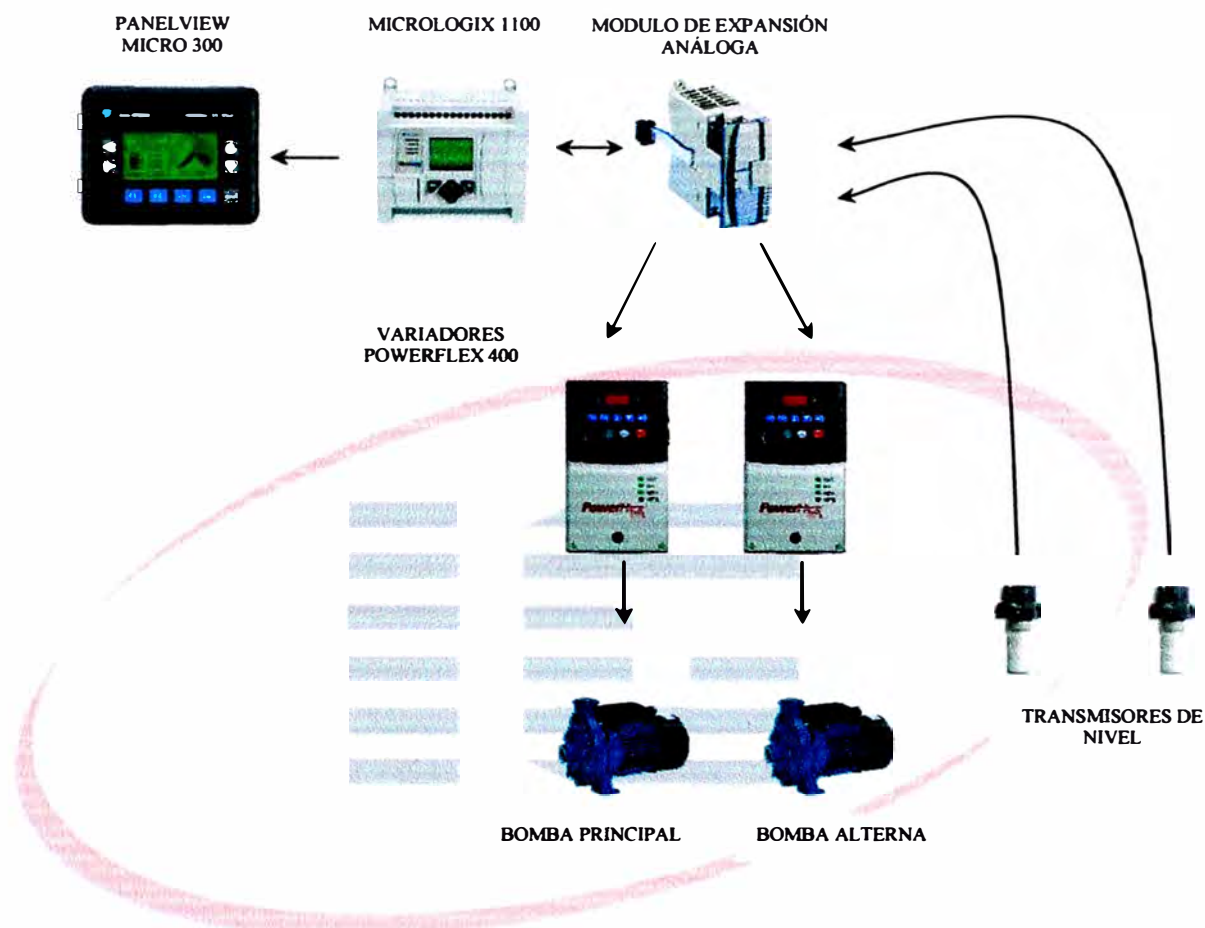 PANELVIEW
MICRO 300
MICROLOGIX 1100
MODULO DE EXPANSIÓN
ANÁLOGA
VARIADORES
POWERFLEX 400
TRANSMISORES DE
NIVEL
BOMBA PRINCIPAL
BOMBA ALTERNA